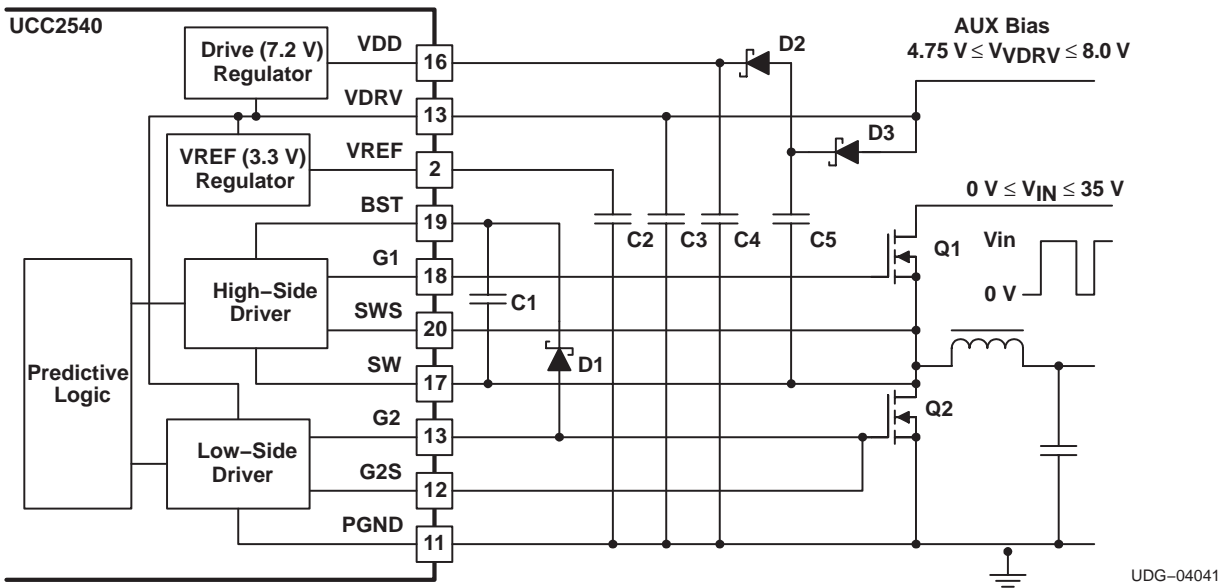 UCC2540
Drive (7.2 V)
Regulator
VREF (3.3 V)
Regulator
Predictive
Logic
High−Side
Driver
Low−Side
Driver
VDD
16
VDRV
13
VREF
2
BST
19
G1
18
SWS
20
SW
17
G2
13
G2S
12
PGND
11
C1
D1
C2
C3
C4
C5
D2
D3
AUX Bias
4.75 V ≤ VVDRV ≤ 8.0 V
0 V ≤ VIN ≤ 35 V
Q1
Vin
0 V
Q2
UDG−04041